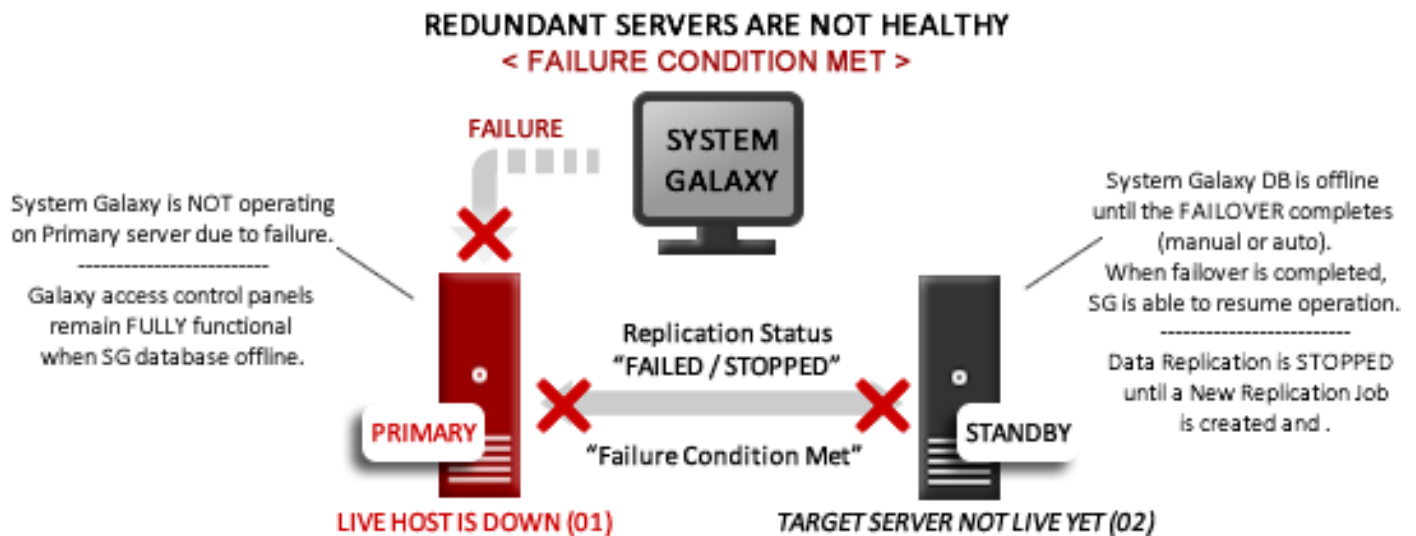 REDUNDANT SERVERS ARE NOT HEALTHY
< FAILURE CONDITION MET >
FAILURE
SYSTEM
GALAXY
System Galaxy is NOT operating
on Primary server due to failure.
-------------------------
Galaxy access control panels
remain FULLY functional
when SG database offline.
System Galaxy DB is offline
until the FAILOVER completes
(manual or auto).
When failover is completed,
SG is able to resume operation.
-------------------------
Data Replication is STOPPED
until a New Replication Job
is created and .
Replication Status
“FAILED / STOPPED”
“Failure Condition Met”
PRIMARY
STANDBY
LIVE HOST IS DOWN (01)
TARGET SERVER NOT LIVE YET (02)